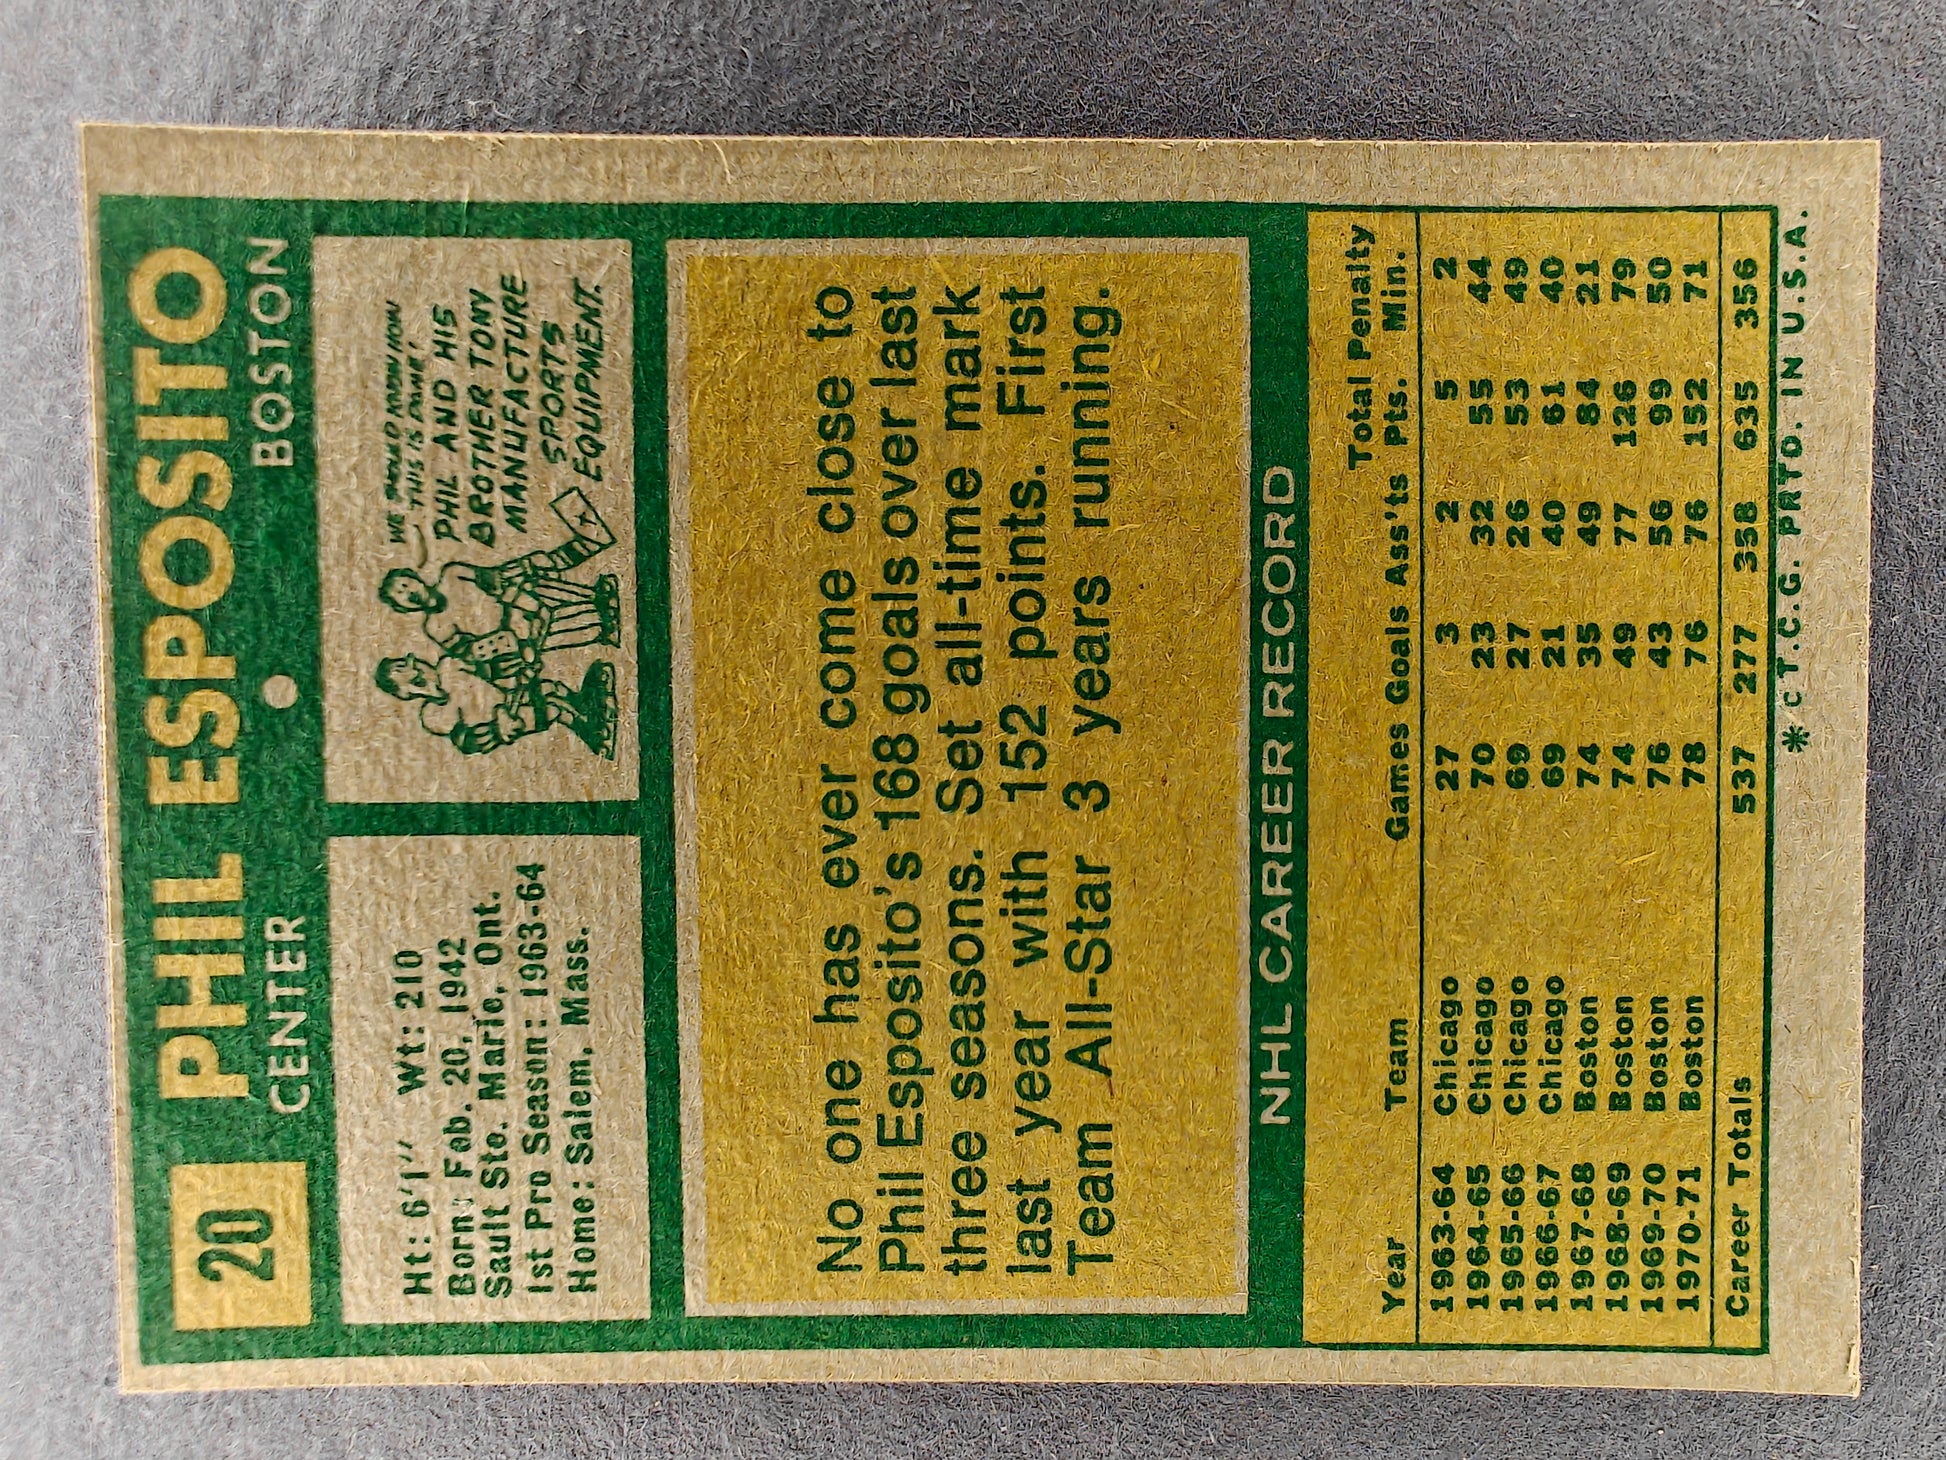 20 PHIL ESPOSITO
CENTER • BOSTON
Ht: 6'1" Wt: 210
Born: Feb. 20, 1942
Sault Ste. Marie, Ont.
1st Pro Season: 1963-64
Home: Salem, Mass.
WE SHOULD KNOW HOW
THIS IS DONE!
PHIL AND HIS
BROTHER TONY
MANUFACTURE
SPORTS
EQUIPMENT.
No one has ever come close to
Phil Esposito's 168 goals over last
three seasons. Set all-time mark
last year with 152 points. First
Team All-Star 3 years running.
NHL CAREER RECORD
Total Penalty
Year Team Games Goals Ass'ts Pts. Min.
1963-64 Chicago 27 3 2 5 2
1964-65 Chicago 70 23 32 55 44
1965-66 Chicago 69 27 26 53 49
1966-67 Chicago 69 21 40 61 40
1967-68 Boston 74 35 49 84 21
1968-69 Boston 74 49 77 126 79
1969-70 Boston 76 43 56 99 50
1970-71 Boston 78 76 76 152 71
Career Totals 537 277 358 635 356
* c T.C.G. PRTD. IN U.S.A.